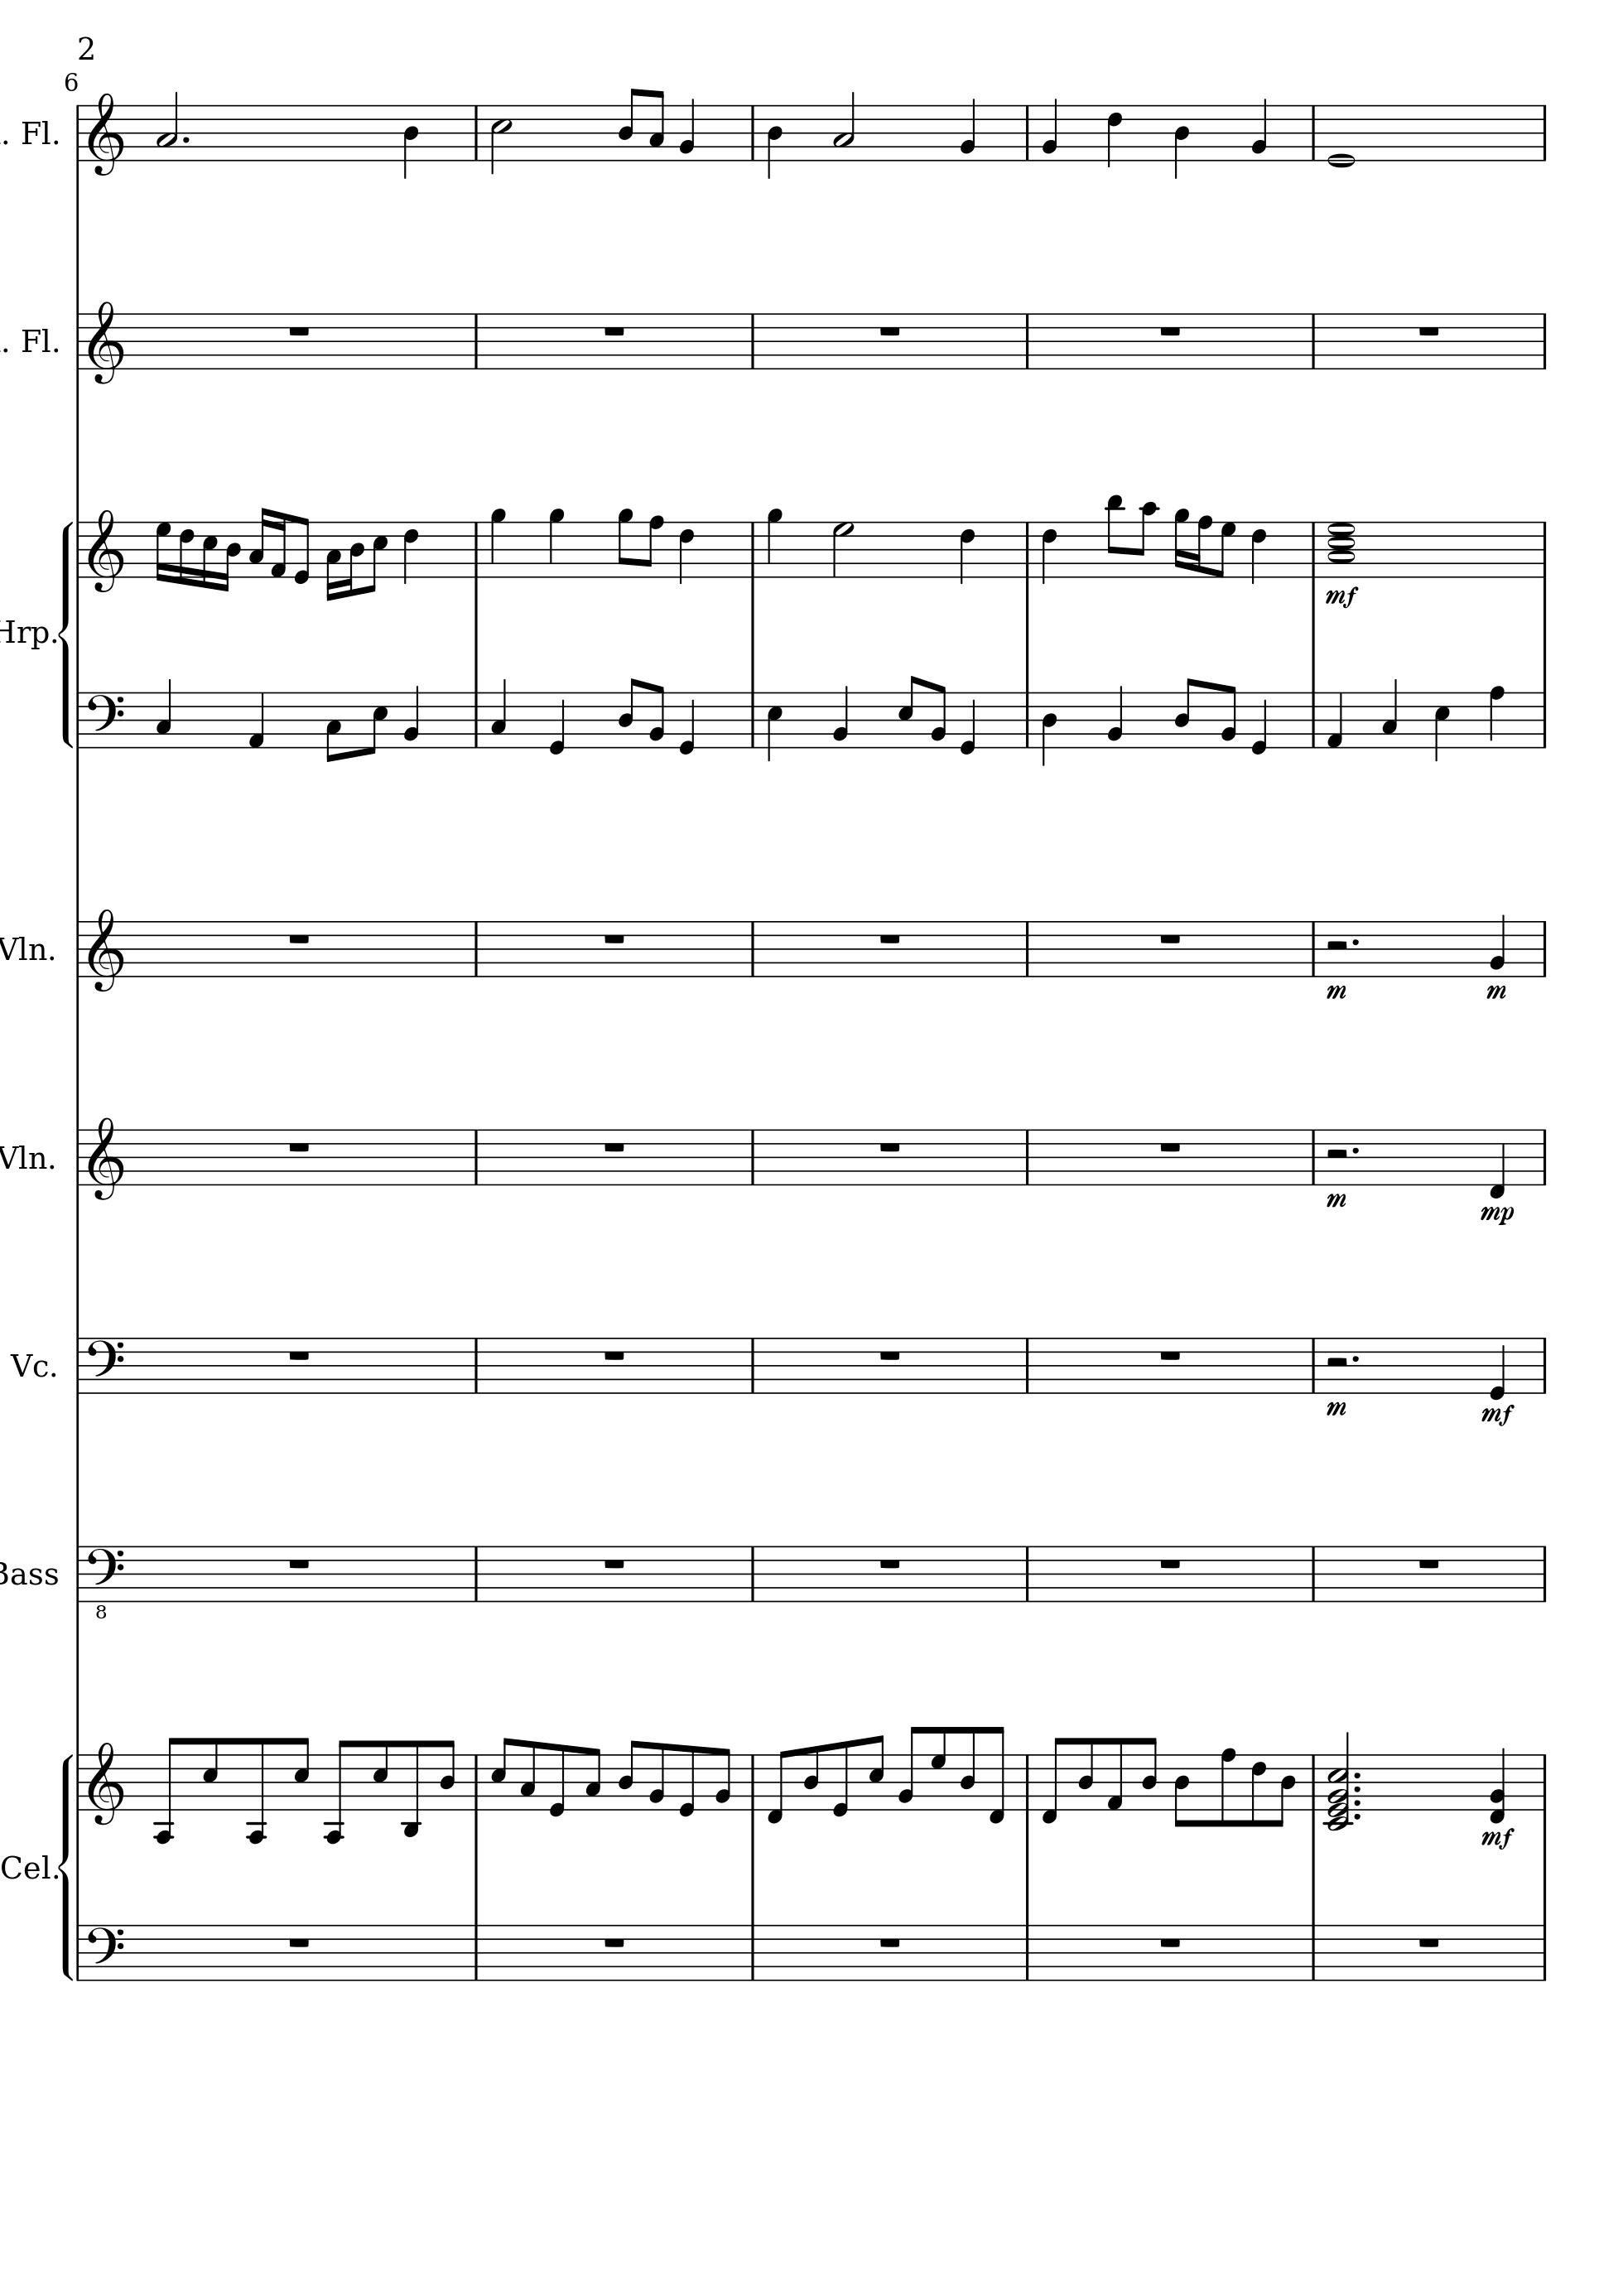 2
6
. Fl.
. Fl.
mf
Hrp.
Vln.
m m
Vln.
m mp
Vc.
m mf
Bass
8
mf
Cel.